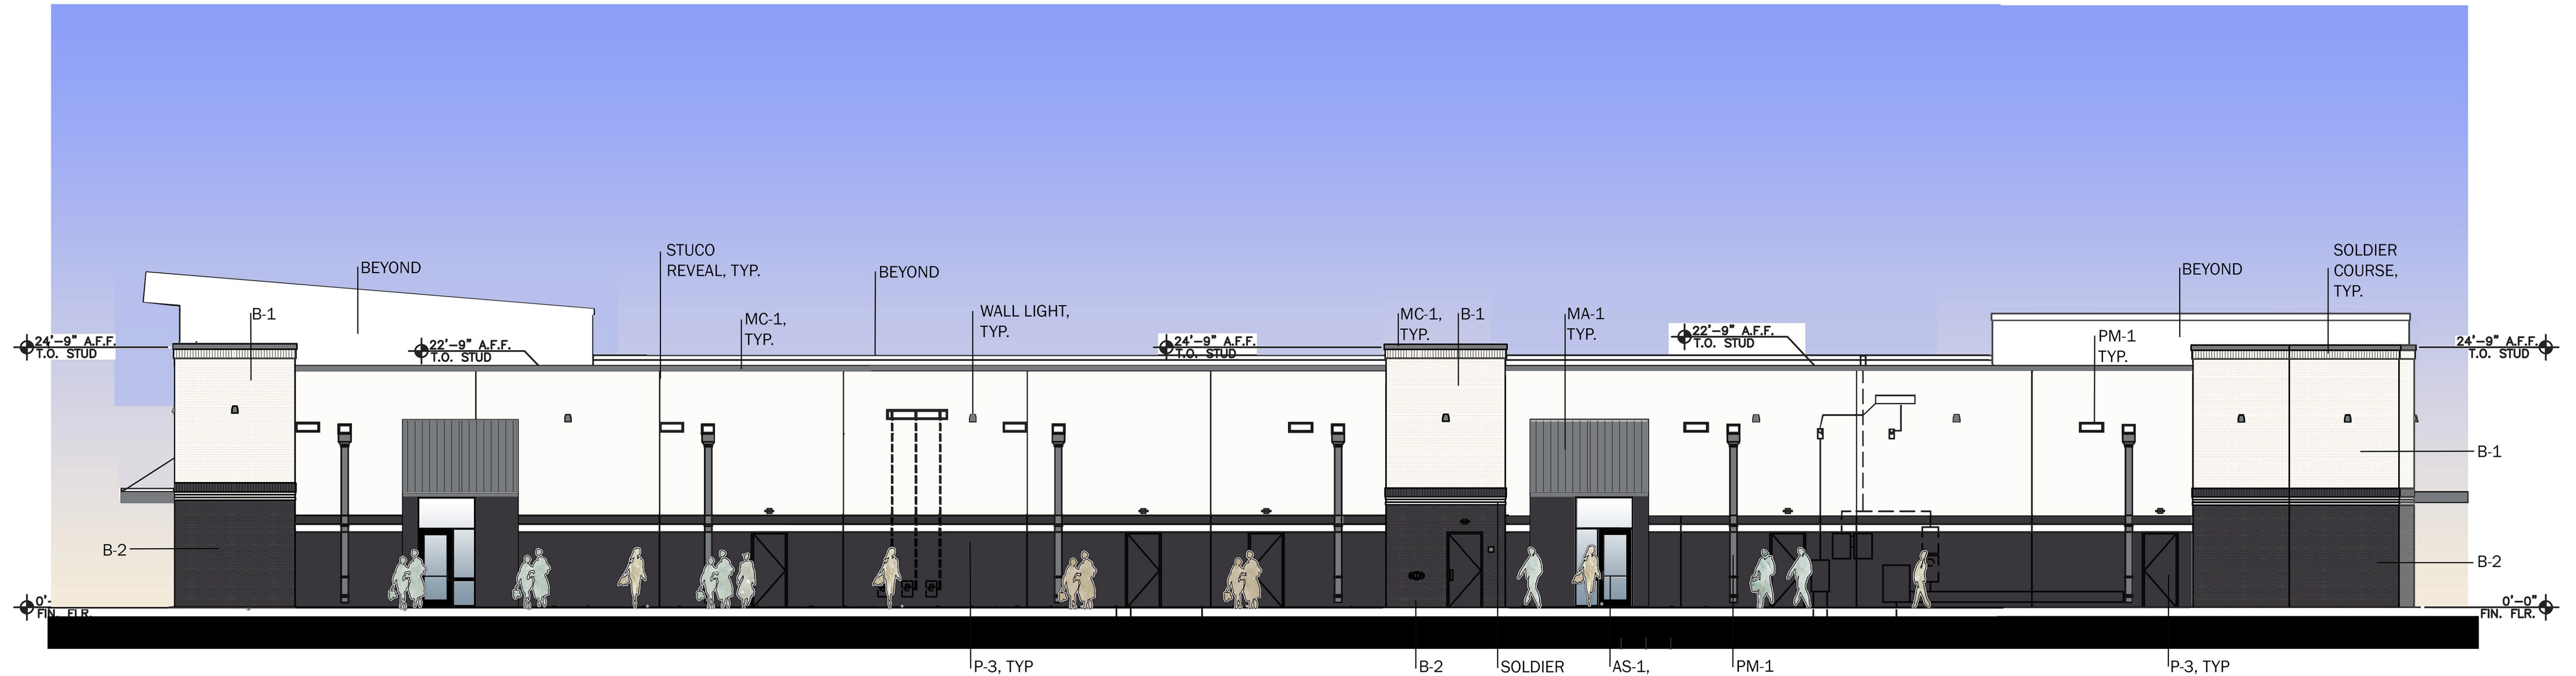 STUCO
REVEAL, TYP.
SOLDIER
COURSE,
TYP.
BEYOND
BEYOND
BEYOND
B-1
MC-1,
TYP.
WALL LIGHT,
TYP.
MC-1,
TYP.
B-1
MA-1
TYP.
PM-1
TYP.
24'-9" A.F.F.
T.O. STUD
22'-9" A.F.F.
T.O. STUD
24'-9" A.F.F.
T.O. STUD
22'-9" A.F.F.
T.O. STUD
24'-9" A.F.F.
T.O. STUD
B-1
B-2
B-2
0'-
FIN. FLR.
0'-0"
FIN. FLR.
P-3, TYP
B-2
SOLDIER
AS-1,
PM-1
P-3, TYP